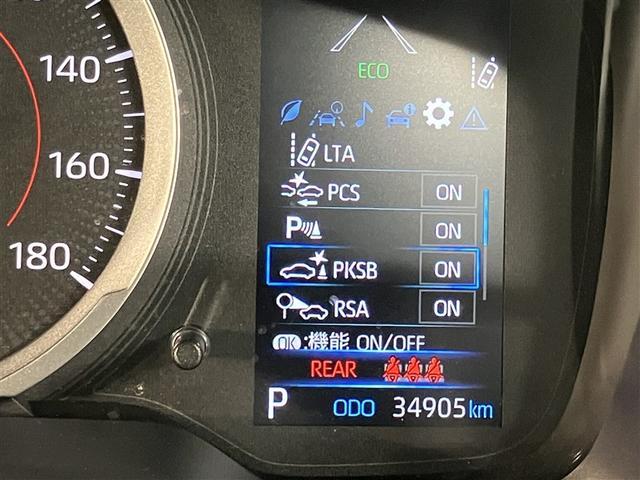 140
160
180
ECO
LTA
PCS ON
P ON
PKSB ON
RSA ON
OK:機能 ON/OFF
REAR
P ODO 34905km